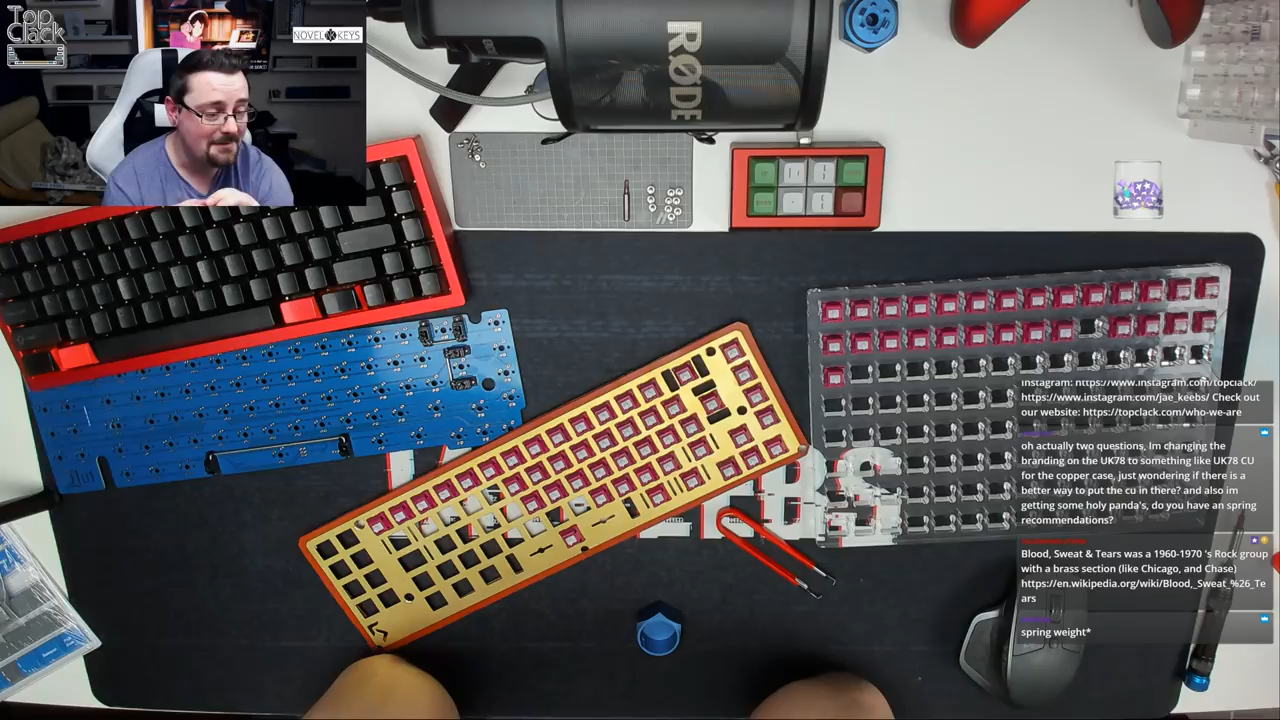 Top
Clack
NOVELKEYS
RØDE
Instagram: https://www.instagram.com/topclack/
https://www.instagram.com/jae_keebs/ Check out
our website: https://topclack.com/who-we-are
oh actually two questions, Im changing the
branding on the UK78 to something like UK78 CU
for the copper case, just wondering if there is a
better way to put the cu in there? and also im
getting some holy panda's, do you have an spring
recommendations?
Blood, Sweat & Tears was a 1960-1970 's Rock group
with a brass section (like Chicago, and Chase)
https://en.wikipedia.org/wiki/Blood,_Sweat_%26_Te
ars
spring weight*